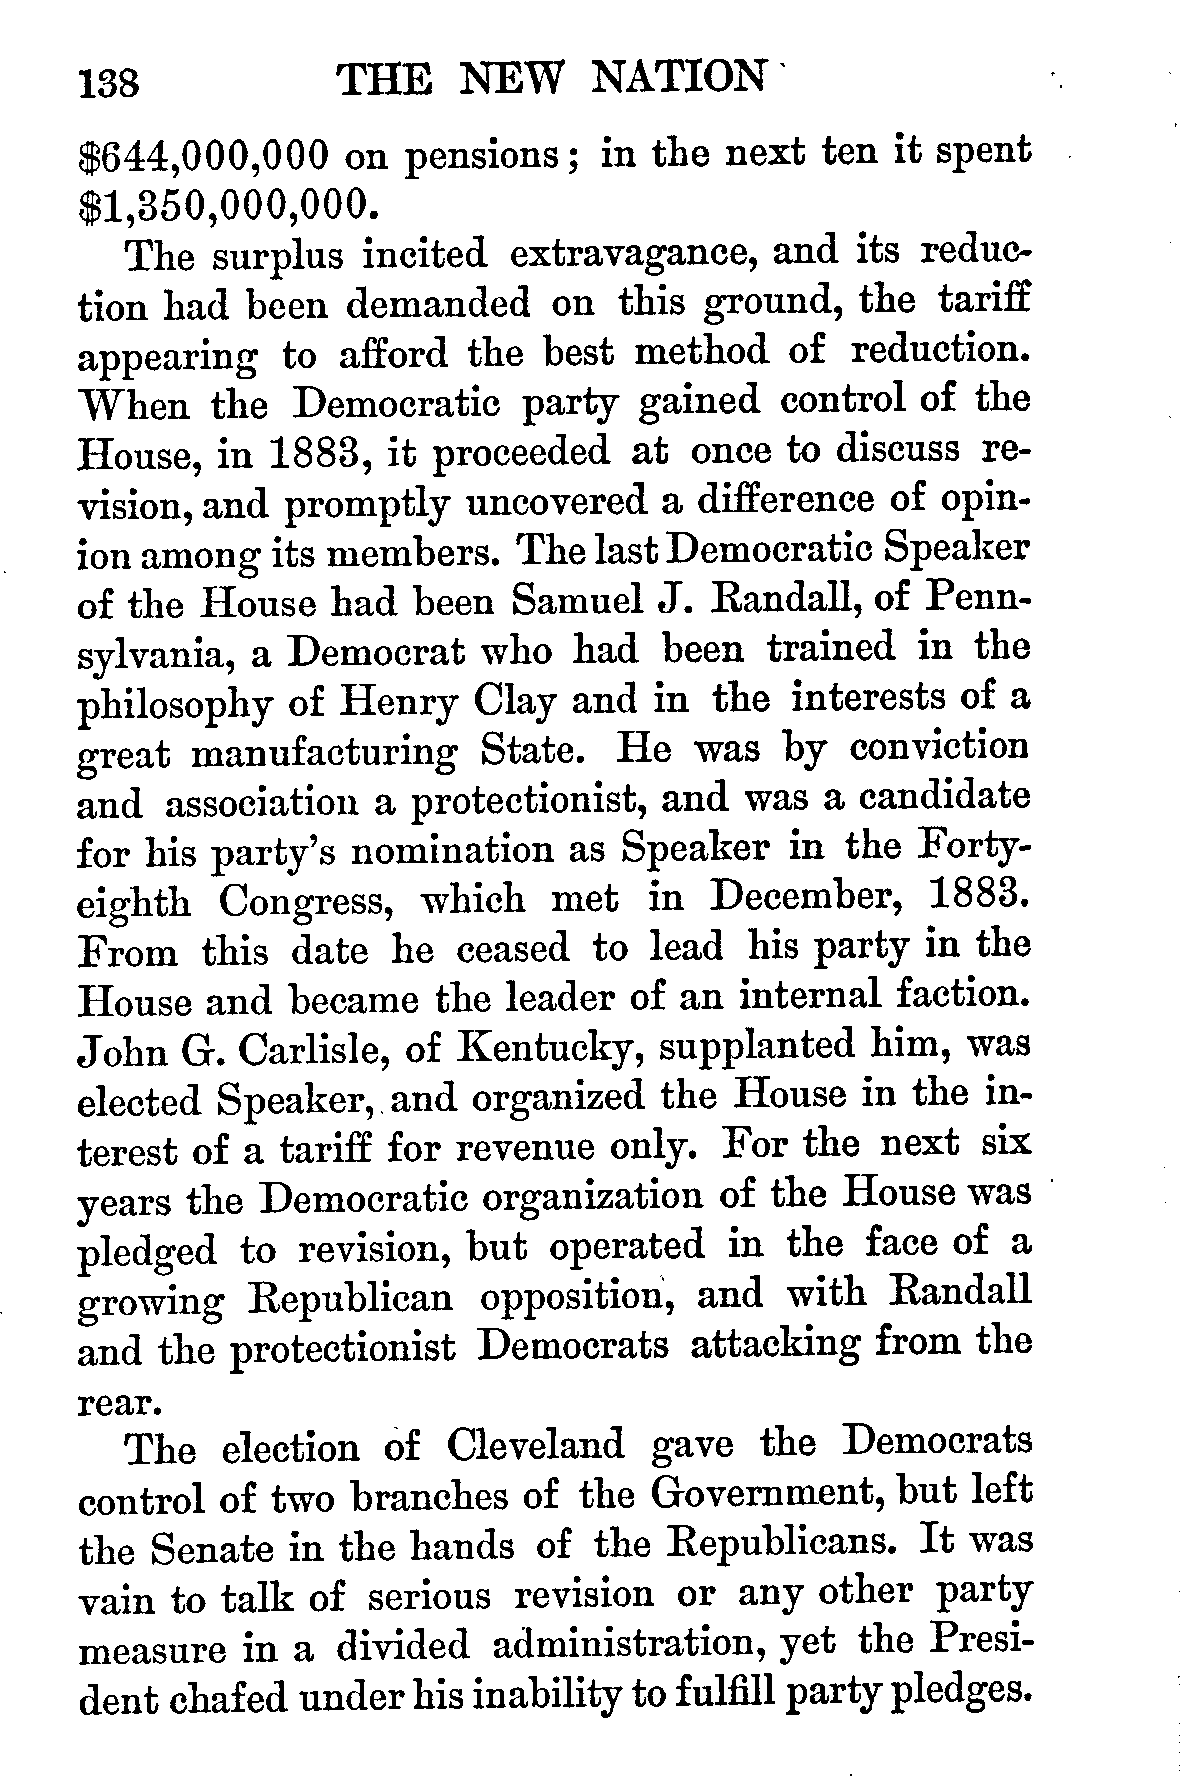 138 THE NEW NATION
$644,000,000 on pensions; in the next ten it spent
$1,350,000,000.
The surplus incited extravagance, and its reduc-
tion had been demanded on this ground, the tariff
appearing to afford the best method of reduction.
When the Democratic party gained control of the
House, in 1883, it proceeded at once to discuss re-
vision, and promptly uncovered a difference of opin-
ion among its members. The last Democratic Speaker
of the House had been Samuel J. Randall, of Penn-
sylvania, a Democrat who had been trained in the
philosophy of Henry Clay and in the interests of a
great manufacturing State. He was by conviction
and association a protectionist, and was a candidate
for his party's nomination as Speaker in the Forty-
eighth Congress, which met in December, 1883.
From this date he ceased to lead his party in the
House and became the leader of an internal faction.
John G. Carlisle, of Kentucky, supplanted him, was
elected Speaker, and organized the House in the in-
terest of a tariff for revenue only. For the next six
years the Democratic organization of the House was
pledged to revision, but operated in the face of a
growing Republican opposition, and with Randall
and the protectionist Democrats attacking from the
rear.
The election of Cleveland gave the Democrats
control of two branches of the Government, but left
the Senate in the hands of the Republicans. It was
vain to talk of serious revision or any other party
measure in a divided administration, yet the Presi-
dent chafed under his inability to fulfill party pledges.